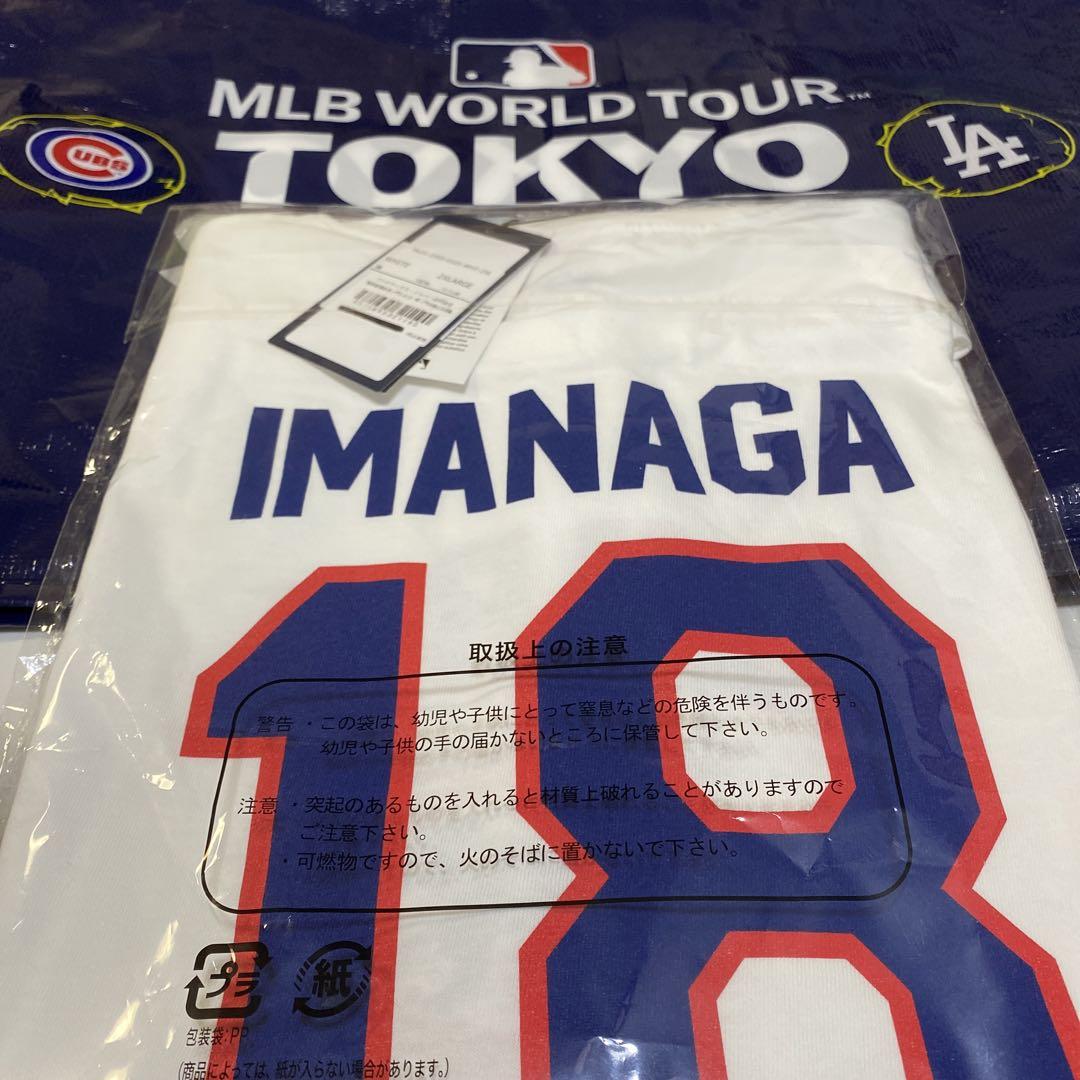 MLB WORLD TOUR™
TOKYO
CUBS
LA
WHITE 2XLARGE
IMANAGA
18
取扱上の注意
警告・この袋は、幼児や子供にとって窒息などの危険を伴うものです。
幼児や子供の手の届かないところに保管して下さい。
注意・突起のあるものを入れると材質上破れることがありますので
ご注意下さい。
・可燃物ですので、火のそばに置かないで下さい。
プラ 紙
包装袋:PP
(商品によっては、紙が入らない場合があります。)